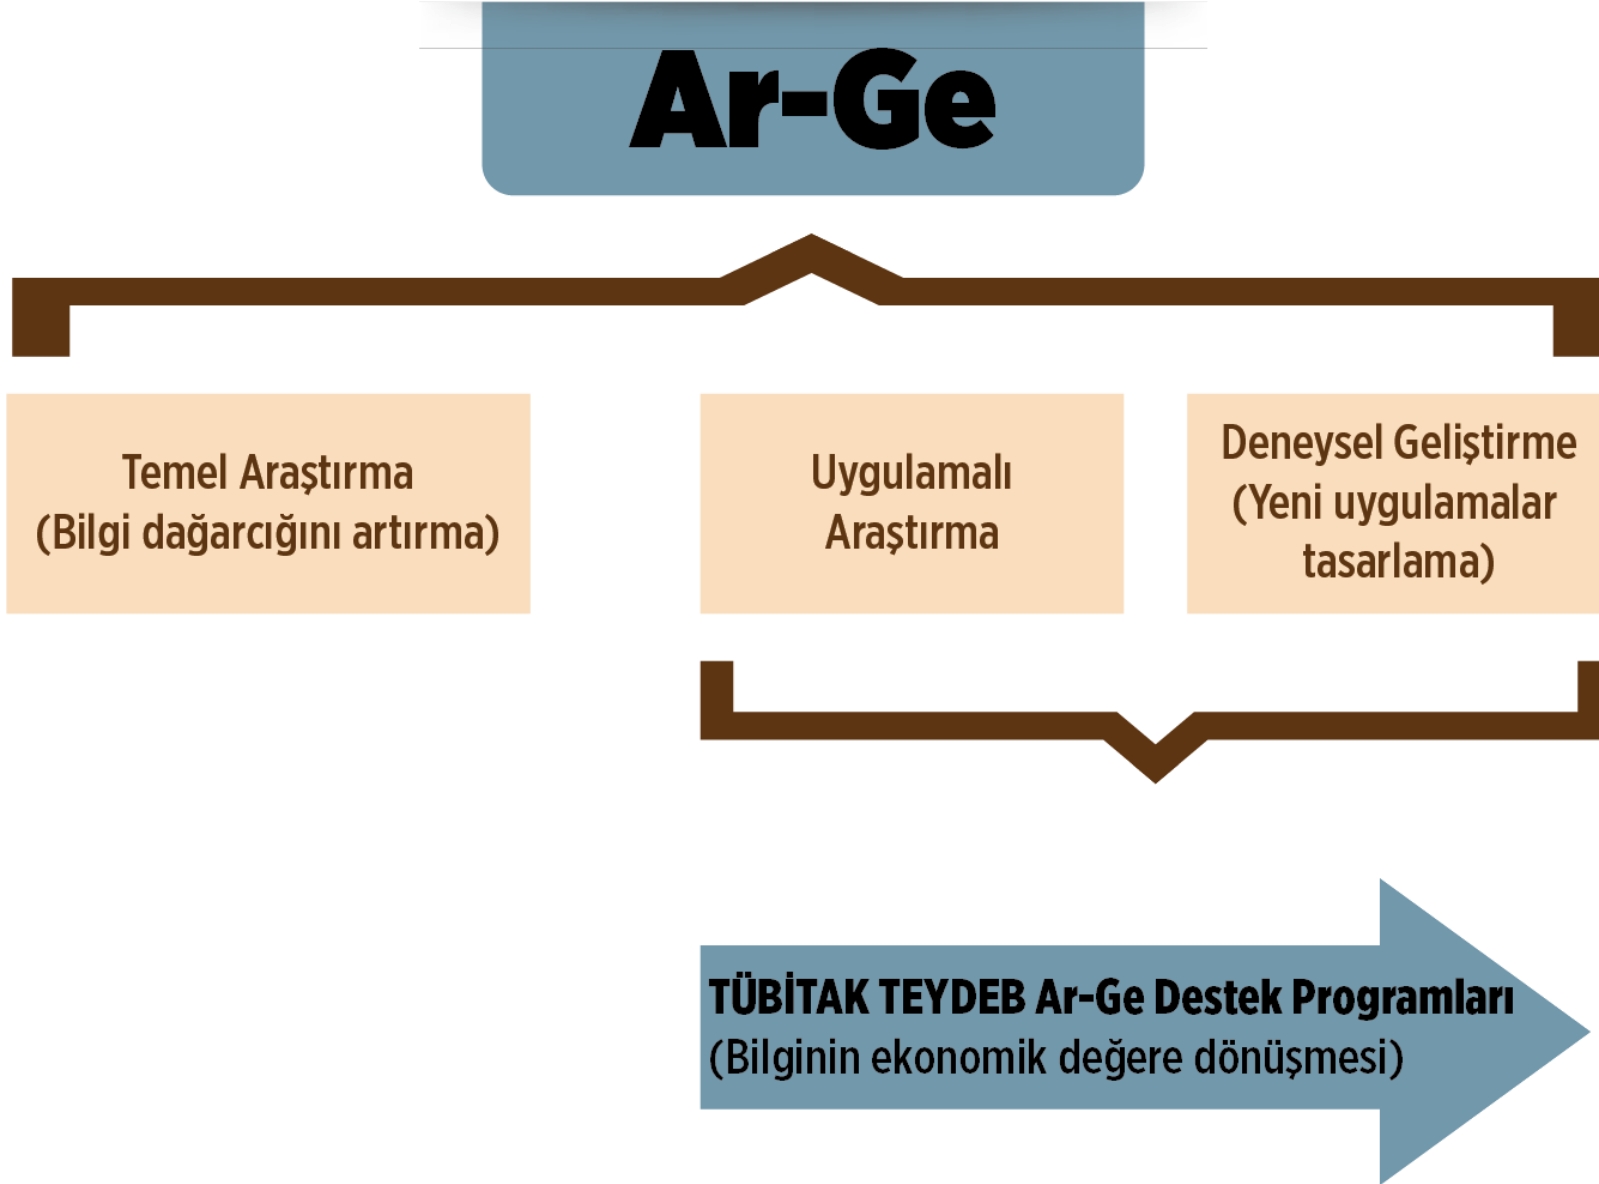 Ar-Ge
Temel Araştırma
(Bilgi dağarcığını artırma)
Uygulamalı
Araştırma
Deneysel Geliştirme
(Yeni uygulamalar
tasarlama)
TÜBİTAK TEYDEB Ar-Ge Destek Programları
(Bilginin ekonomik değere dönüşmesi)